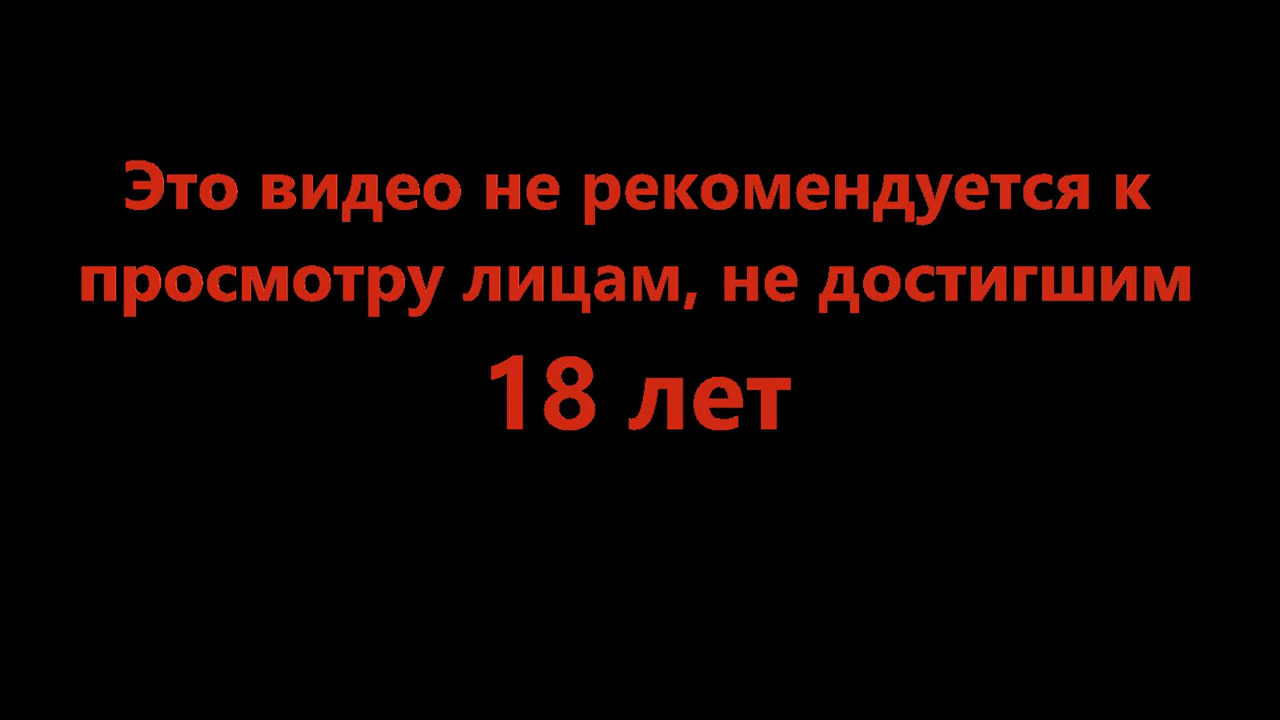 Это видео не рекомендуется к
просмотру лицам, не достигшим
18 лет